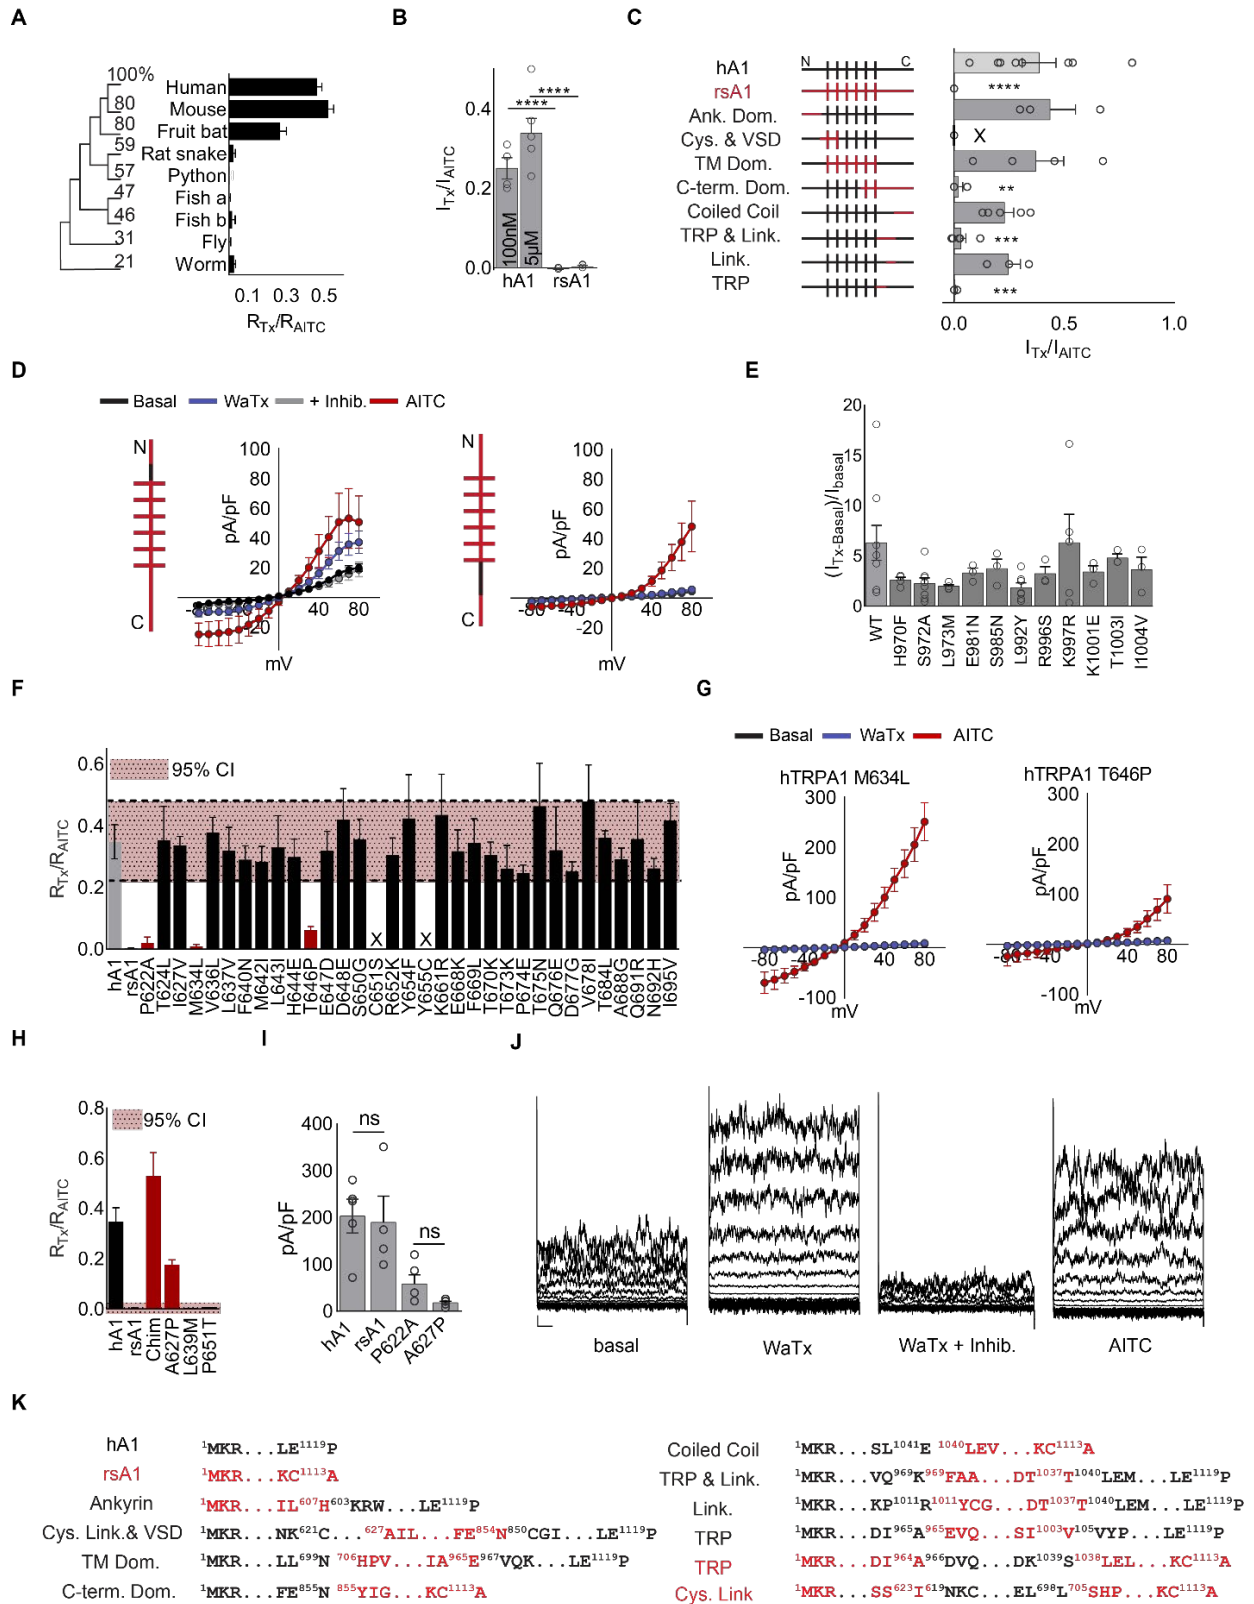 A
100%
80
80
59
57
47
46
31
21
Human
Mouse
Fruit bat
Rat snake
Python
Fish a
Fish b
Fly
Worm
0.1 0.3 0.5
RTx/RAITC
B
ITx/IAITC
0.4
0.2
0.0
****
****
100nM
5µM
hA1 rsA1
C
N C
hA1
rsA1
Ank. Dom.
Cys. & VSD
TM Dom.
C-term. Dom.
Coiled Coil
TRP & Link.
Link.
TRP
****
X
**
***
***
0.0 0.5 1.0
ITx/IAITC
D
Basal WaTx + Inhib. AITC
N
C
pA/pF
100
80
60
40
20
-80 40 80
20
mV
N
C
pA/pF
100
80
60
40
20
-80 -40 40 80
-20
mV
E
(ITx-Basal)/Ibasal
20
15
10
5
0
WT
H970F
S972A
L973M
E981N
S985N
L992Y
R996S
K997R
K1001E
T1003I
I1004V
F
RTx/RAITC
0.6
0.4
0.2
0.0
95% CI
X X
hA1
rsA1
P622A
T624L
I627V
M634L
V636L
L637V
F640N
M642I
L643I
H644E
T646P
E647D
D648E
S650G
C651S
R652K
Y654F
Y655C
K661R
E668K
F669L
T670K
T673K
P674E
T675N
Q676E
D677G
V678I
T684L
A688G
Q691R
N692H
I695V
G
Basal WaTx AITC
hTRPA1 M634L
pA/pF
300
200
100
-80 -40 40 80
-100
mV
hTRPA1 T646P
pA/pF
300
200
100
-80 -40 40 80
-100
mV
H
RTx/RAITC
0.8
0.6
0.4
0.2
0.0
95% CI
hA1
rsA1
Chim
A627P
L639M
P651T
I
pA/pF
400
300
200
100
0
ns
ns
hA1
rsA1
P622A
A627P
J
basal WaTx WaTx + Inhib. AITC
K
hA1 1MKR...LE1119P
rsA1 1MKR...KC1113A
Ankyrin 1MKR...IL607H603KRW...LE1119P
Cys. Link.& VSD 1MKR...NK621C...627AIL...FE854N850CGI...LE1119P
TM Dom. 1MKR...LL699N 706HPV...IA965E967VQK...LE1119P
C-term. Dom. 1MKR...FE855N 855YIG...KC1113A
Coiled Coil 1MKR...SL1041E 1040LEV...KC1113A
TRP & Link. 1MKR...VQ969K969FAA...DT1037T1040LEM...LE1119P
Link. 1MKR...KP1011R1011YCG...DT1037T1040LEM...LE1119P
TRP 1MKR...DI965A965EVQ...SI1003V105VYP...LE1119P
TRP 1MKR...DI964A966DVQ...DK1039S1038LEL...KC1113A
Cys. Link 1MKR...SS623I619NKC...EL698L705SHP...KC1113A